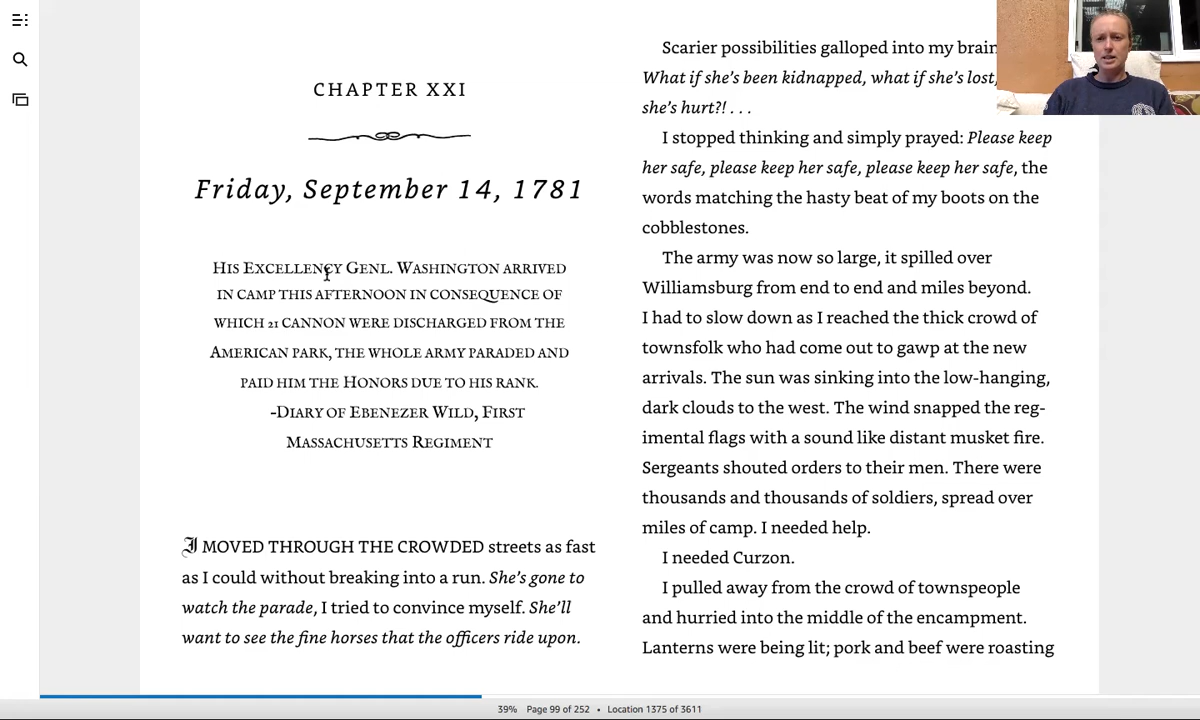 CHAPTER XXI
Friday, September 14, 1781
HIS EXCELLENCY GENL. WASHINGTON ARRIVED
IN CAMP THIS AFTERNOON IN CONSEQUENCE OF
WHICH 21 CANNON WERE DISCHARGED FROM THE
AMERICAN PARK, THE WHOLE ARMY PARADED AND
PAID HIM THE HONORS DUE TO HIS RANK.
-DIARY OF EBENEZER WILD, FIRST
MASSACHUSETTS REGIMENT
I MOVED THROUGH THE CROWDED streets as fast
as I could without breaking into a run. She's gone to
watch the parade, I tried to convince myself. She'll
want to see the fine horses that the officers ride upon.
Scarier possibilities galloped into my brain
What if she's been kidnapped, what if she's lost,
she's hurt?! . . .
I stopped thinking and simply prayed: Please keep
her safe, please keep her safe, please keep her safe, the
words matching the hasty beat of my boots on the
cobblestones.
The army was now so large, it spilled over
Williamsburg from end to end and miles beyond.
I had to slow down as I reached the thick crowd of
townsfolk who had come out to gawp at the new
arrivals. The sun was sinking into the low-hanging,
dark clouds to the west. The wind snapped the reg-
imental flags with a sound like distant musket fire.
Sergeants shouted orders to their men. There were
thousands and thousands of soldiers, spread over
miles of camp. I needed help.
I needed Curzon.
I pulled away from the crowd of townspeople
and hurried into the middle of the encampment.
Lanterns were being lit; pork and beef were roasting
39% Page 99 of 252 • Location 1375 of 3611